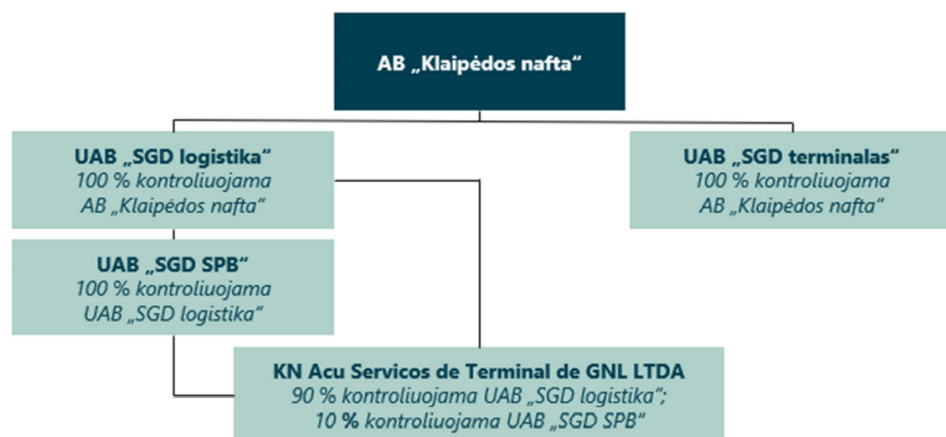 AB „Klaipėdos nafta“
UAB „SGD logistika“
100 % kontroliuojama
AB „Klaipėdos nafta“
UAB „SGD terminalas“
100 % kontroliuojama
AB „Klaipėdos nafta“
UAB „SGD SPB“
100 % kontroliuojama
UAB „SGD logistika“
KN Acu Servicos de Terminal de GNL LTDA
90 % kontroliuojama UAB „SGD logistika“;
10 % kontroliuojama UAB „SGD SPB“